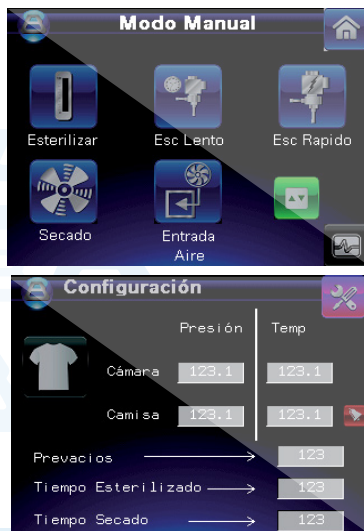 Modo Manual
Esterilizar Esc Lento Esc Rapido
Secado Entrada
Aire
Configuración
Presión Temp
Cámara 123.1 123.1
Camisa 123.1 123.1
Prevacios 123
Tiempo Esterilizado 123
Tiempo Secado 123